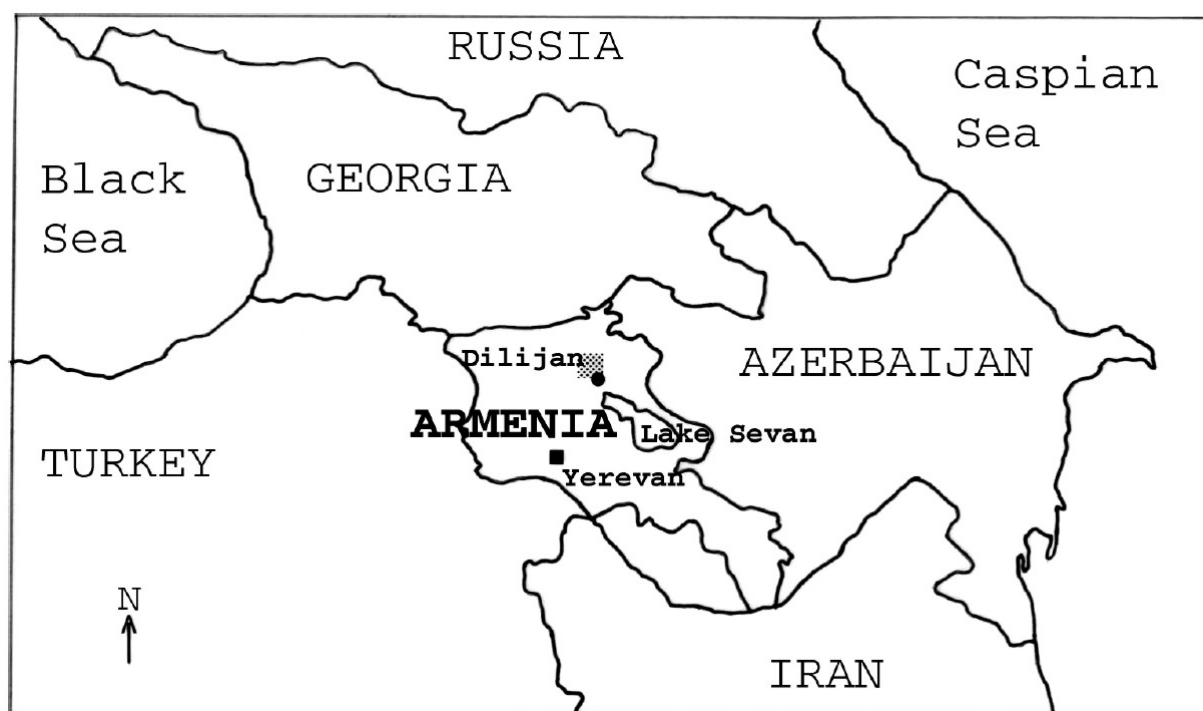 RUSSIA
Caspian
Sea
Black
Sea
GEORGIA
Dilijan
AZERBAIJAN
ARMENIA
Lake Sevan
TURKEY
Yerevan
N
IRAN